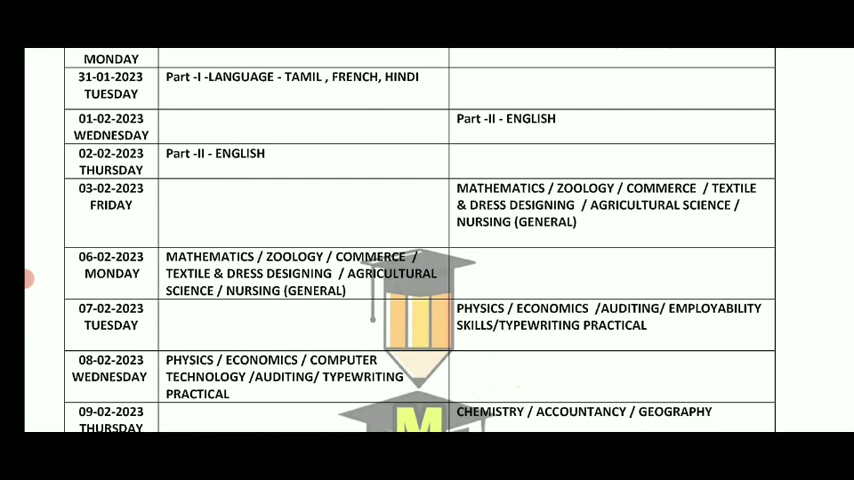 MONDAY
31-01-2023
TUESDAY
Part -I -LANGUAGE - TAMIL , FRENCH, HINDI
01-02-2023
WEDNESDAY
Part -II - ENGLISH
02-02-2023
THURSDAY
Part -II - ENGLISH
03-02-2023
FRIDAY
MATHEMATICS / ZOOLOGY / COMMERCE / TEXTILE
& DRESS DESIGNING / AGRICULTURAL SCIENCE /
NURSING (GENERAL)
06-02-2023
MONDAY
MATHEMATICS / ZOOLOGY / COMMERCE /
TEXTILE & DRESS DESIGNING / AGRICULTURAL
SCIENCE / NURSING (GENERAL)
07-02-2023
TUESDAY
PHYSICS / ECONOMICS /AUDITING/ EMPLOYABILITY
SKILLS/TYPEWRITING PRACTICAL
08-02-2023
WEDNESDAY
PHYSICS / ECONOMICS / COMPUTER
TECHNOLOGY /AUDITING/ TYPEWRITING
PRACTICAL
09-02-2023
THURSDAY
CHEMISTRY / ACCOUNTANCY / GEOGRAPHY
M